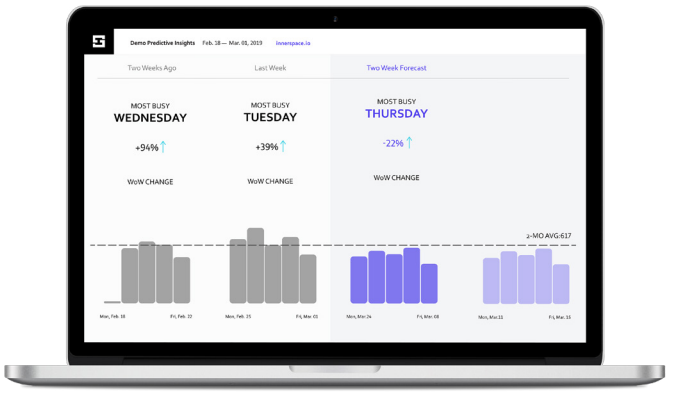 Demo Predictive Insights Feb. 18 — Mar. 01, 2019 innerspace.io
Two Weeks Ago Last Week Two Week Forecast
MOST BUSY MOST BUSY MOST BUSY
WEDNESDAY TUESDAY THURSDAY
+94% ↑ +39% ↑ -22% ↑
WoW CHANGE WoW CHANGE WoW CHANGE
2-MO AVG:617
Mon, Feb. 18 Fri, Feb. 22 Mon, Feb. 25 Fri, Mar. 01 Mon, Mar.24 Fri, Mar. 08 Mon, Mar.11 Fri, Mar. 15